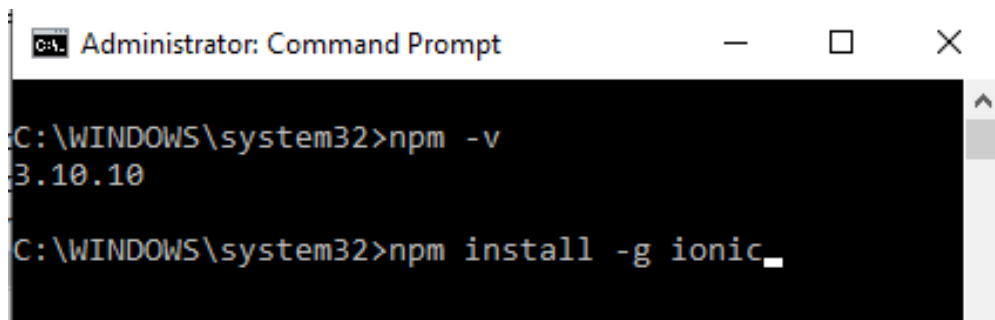 Administrator: Command Prompt
C:\WINDOWS\system32>npm -v
3.10.10
C:\WINDOWS\system32>npm install -g ionic